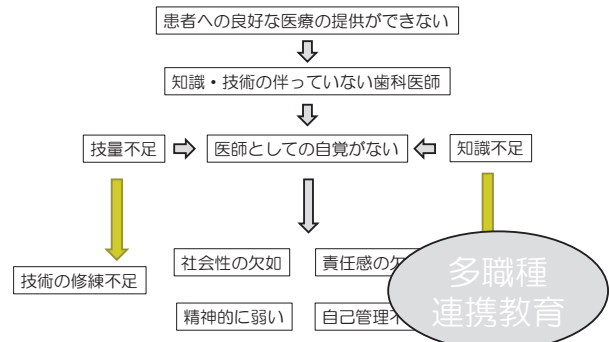 患者への良好な医療の提供ができない
知識・技術の伴っていない歯科医師
技量不足
医師としての自覚がない
知識不足
社会性の欠如
責任感の欠
技術の修練不足
精神的に弱い
自己管理不
多職種
連携教育